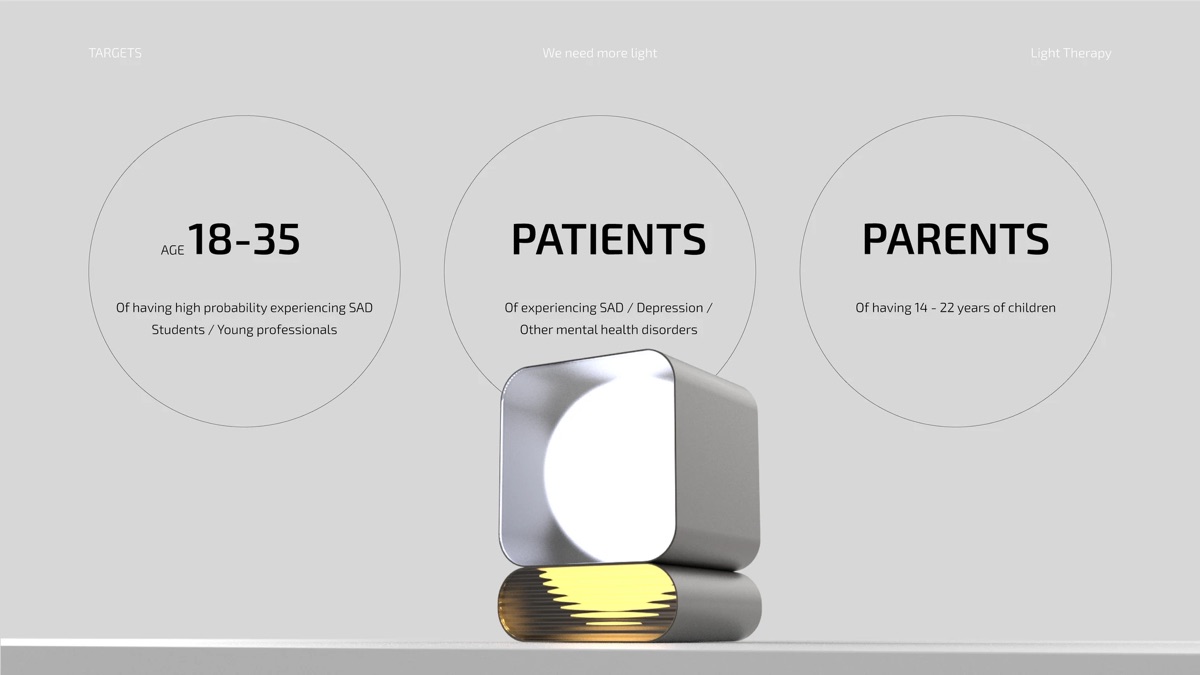 TARGETS
We need more light
Light Therapy
AGE 18-35
Of having high probability experiencing SAD
Students / Young professionals
PATIENTS
Of experiencing SAD / Depression /
Other mental health disorders
PARENTS
Of having 14 - 22 years of children